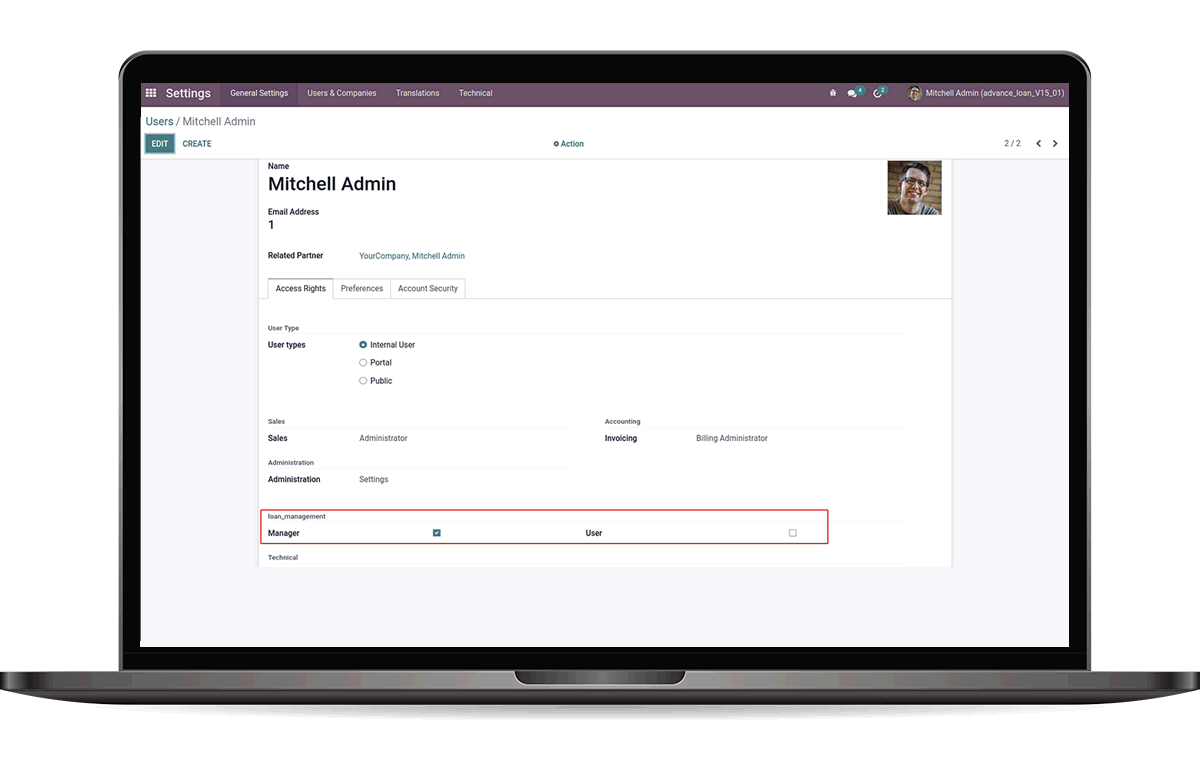 Settings General Settings Users & Companies Translations Technical 4 2 Mitchell Admin (advance_loan_V15_01)
Users / Mitchell Admin
EDIT CREATE Action 2 / 2
Name
Mitchell Admin
Email Address
1
Related Partner YourCompany, Mitchell Admin
Access Rights Preferences Account Security
User Type
User types Internal User
Portal
Public
Sales Accounting
Sales Administrator Invoicing Billing Administrator
Administration
Administration Settings
loan_management
Manager User
Technical